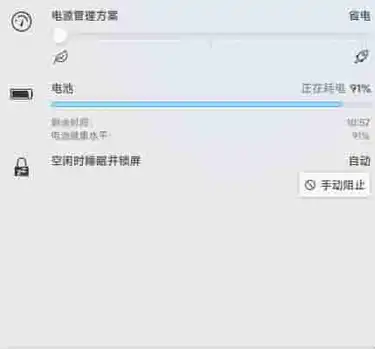 电源管理方案 省电
电池 正在耗电 91%
剩余时间: 10:57
电池健康水平: 91%
空闲时睡眠并锁屏 自动
手动阻止